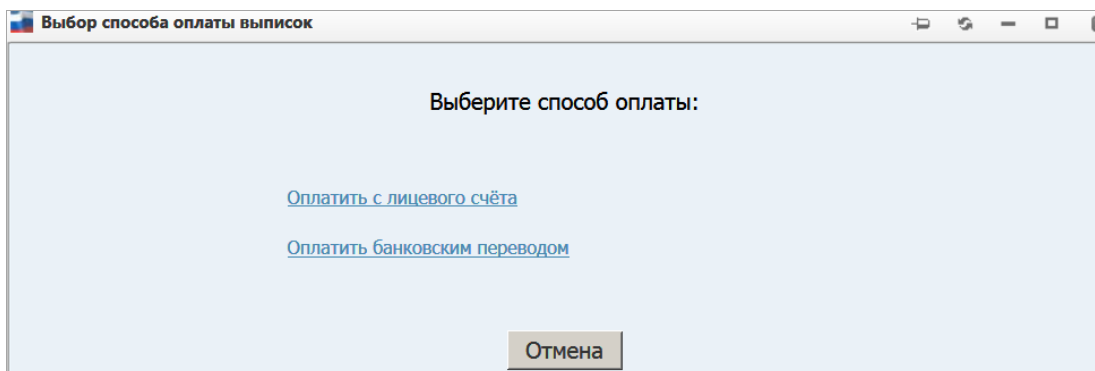 Выбор способа оплаты выписок
Выберите способ оплаты:
Оплатить с лицевого счёта
Оплатить банковским переводом
Отмена